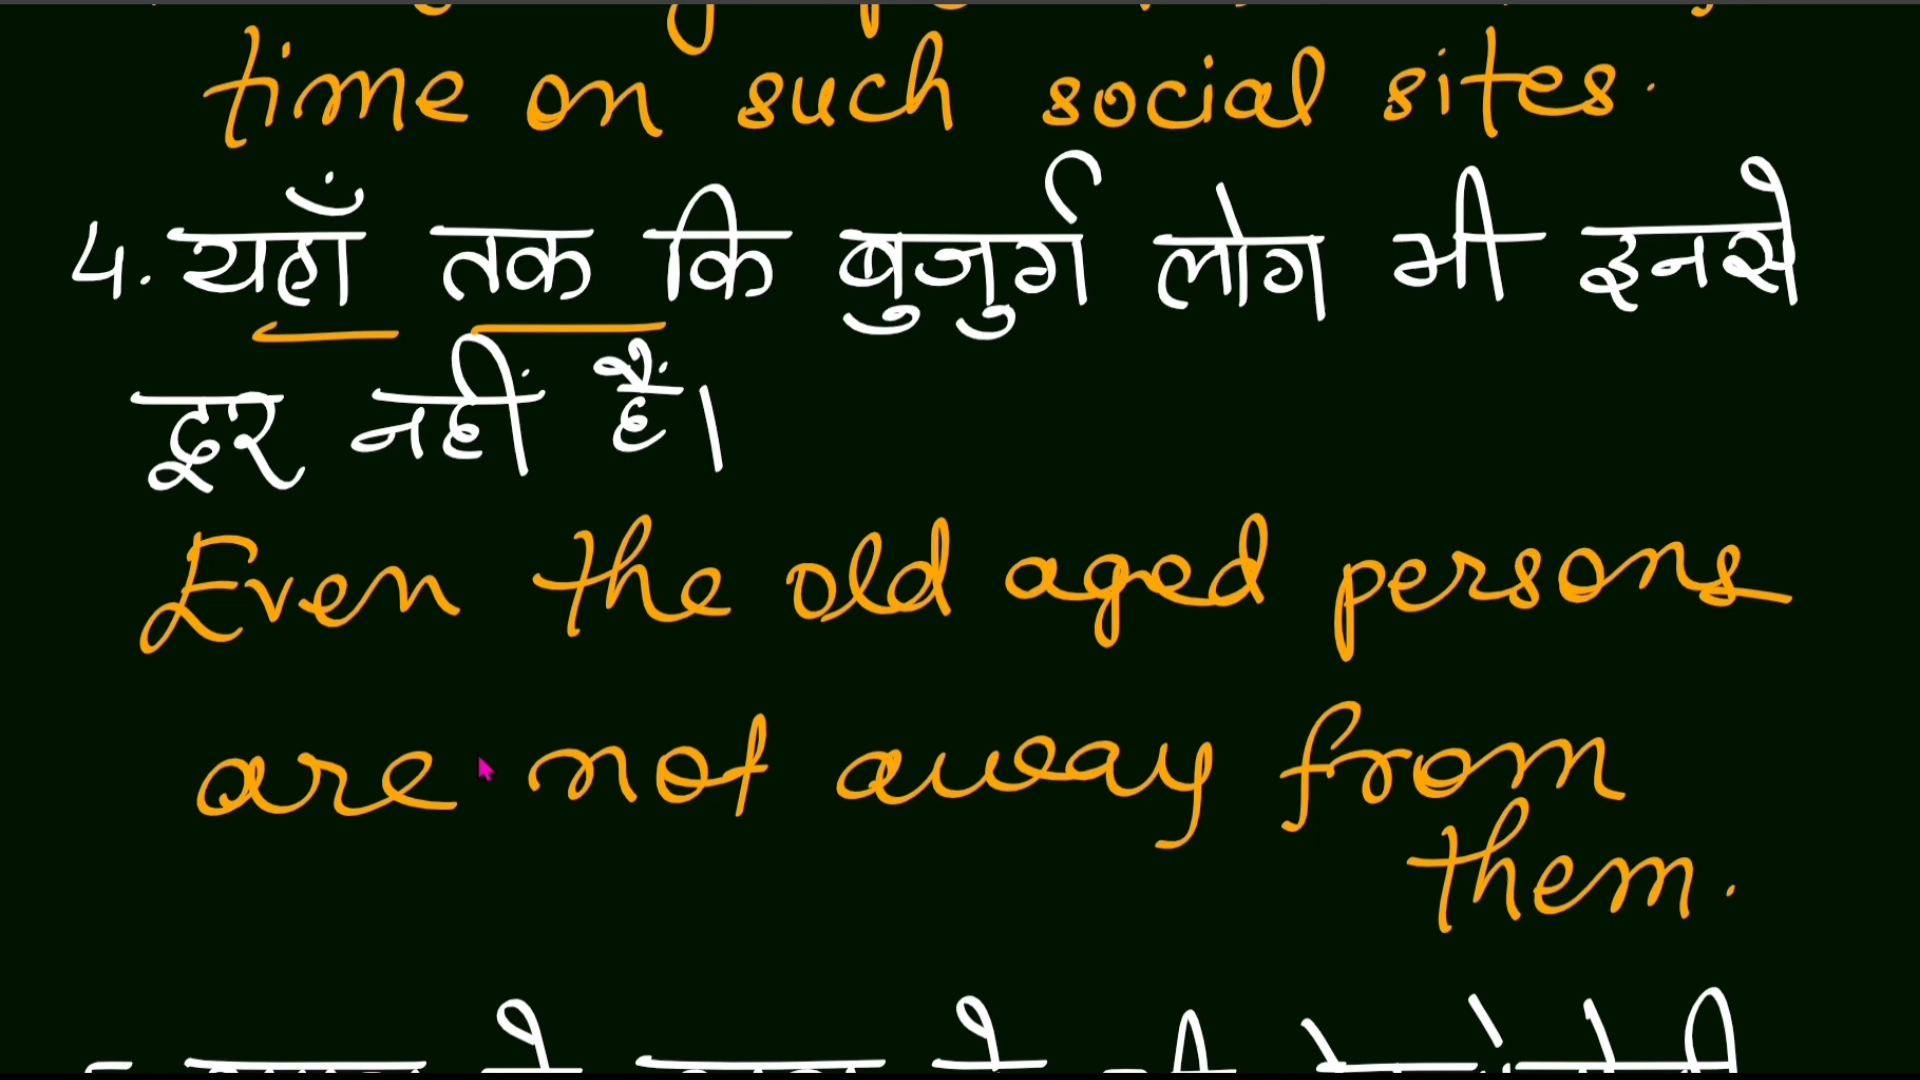 time on such social sites.
4. यहाँ तक कि बुजुर्ग लोग भी इनसे
दूर नहीं हैं।
Even the old aged persons
are not away from
them.